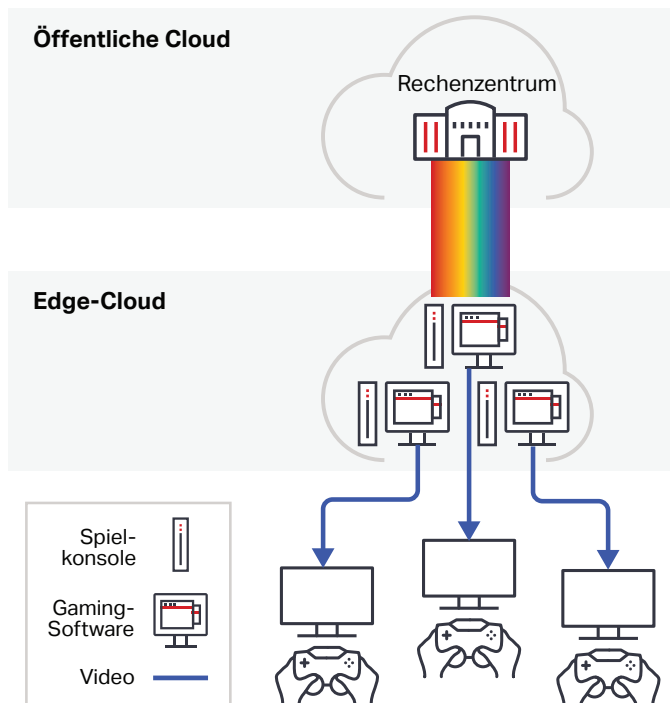 Öffentliche Cloud
Rechenzentrum
Edge-Cloud
Spiel-
konsole
Gaming-
Software
Video